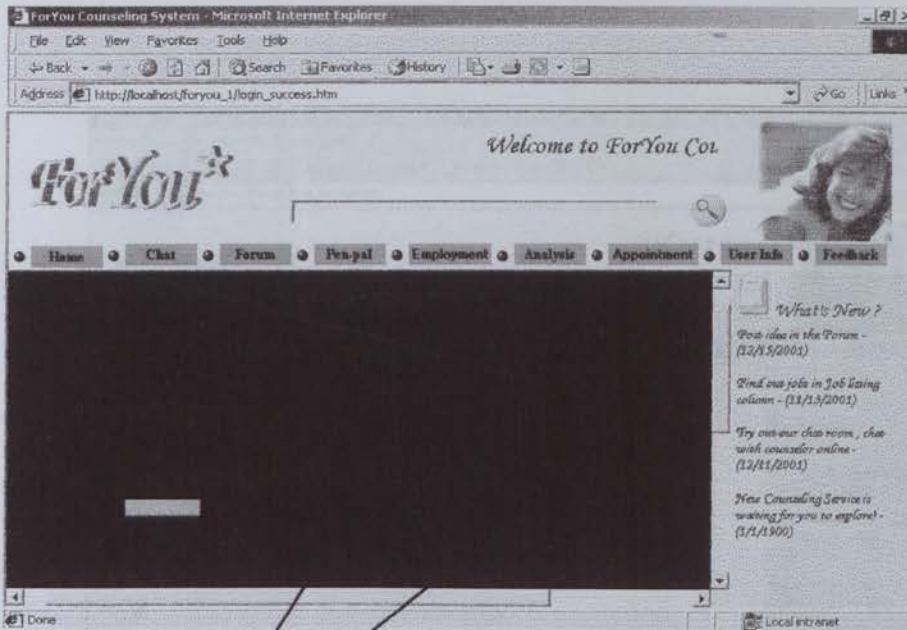 ForYou Counseling System - Microsoft Internet Explorer
File Edit View Favorites Tools Help
Back Search Favorites History
Address http://localhost/foryou_1/login_success.htm Go Links
Welcome to ForYou Cou
ForYou
Home Chat Forum Pen-pal Employment Analysis Appointment User Info Feedback
What's New ?
Post idea in the Forum -
(12/15/2001)
Find out jobs in Job listing
column - (11/13/2001)
Try out our chat room , chat
with counselor online -
(12/11/2001)
New Counseling Service is
waiting for you to explore! -
(1/1/1900)
Done Local intranet